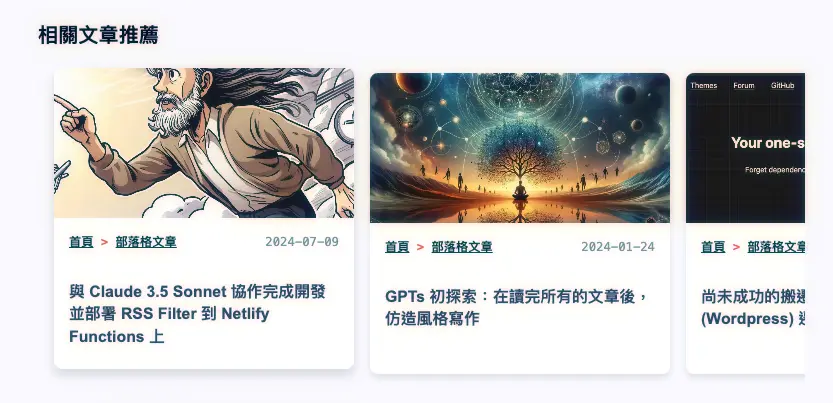 相關文章推薦
首頁 > 部落格文章 2024-07-09
與 Claude 3.5 Sonnet 協作完成開發
並部署 RSS Filter 到 Netlify
Functions 上
首頁 > 部落格文章 2024-01-24
GPTs 初探索：在讀完所有的文章後，
仿造風格寫作
Themes Forum GitHub
Your one-s
Forget dependenc
首頁 > 部落格文章
尚未成功的搬遷
(Wordpress)